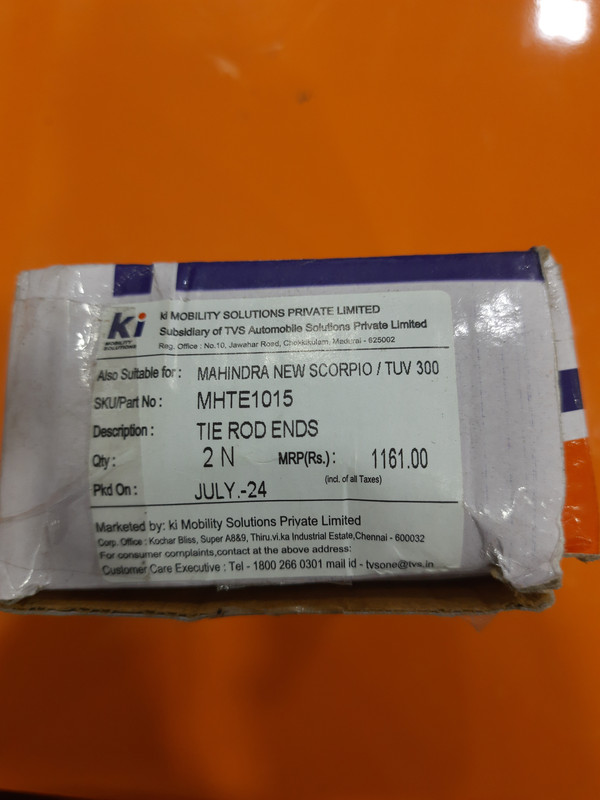 ki MOBILITY SOLUTIONS PRIVATE LIMITED
Subsidiary of TVS Automobile Solutions Private Limited
Reg. Office : No.10, Jawahar Road, Chokkikulam, Madurai - 625002
Ki
MOBILITY
SOLUTIONS
Also Suitable for : MAHINDRA NEW SCORPIO / TUV 300
SKU/Part No : MHTE1015
Description : TIE ROD ENDS
Qty : 2 N MRP(Rs.) : 1161.00
(incl. of all Taxes)
Pkd On : JULY.-24
Marketed by: ki Mobility Solutions Private Limited
Corp. Office : Kochar Bliss, Super A8&9, Thiru.vi.ka Industrial Estate,Chennai - 600032
For consumer complaints,contact at the above address:
Customer Care Executive : Tel - 1800 266 0301 mail id - tvsone@tvs.in